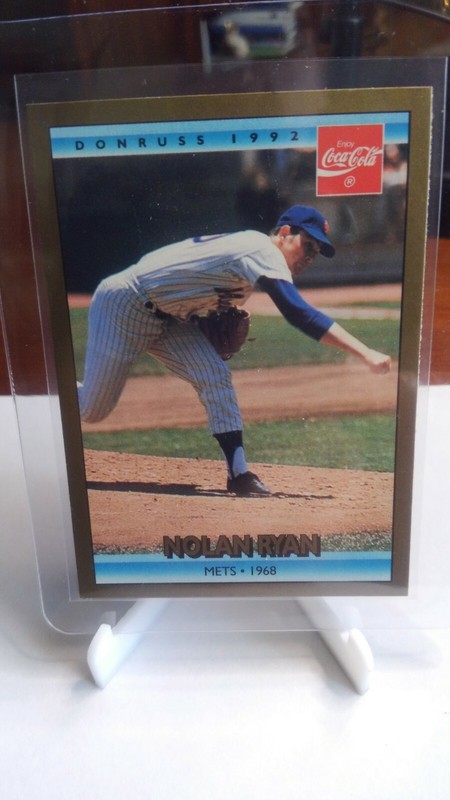 DONRUSS 1992
Enjoy
Coca-Cola
®
NOLAN RYAN
METS • 1968